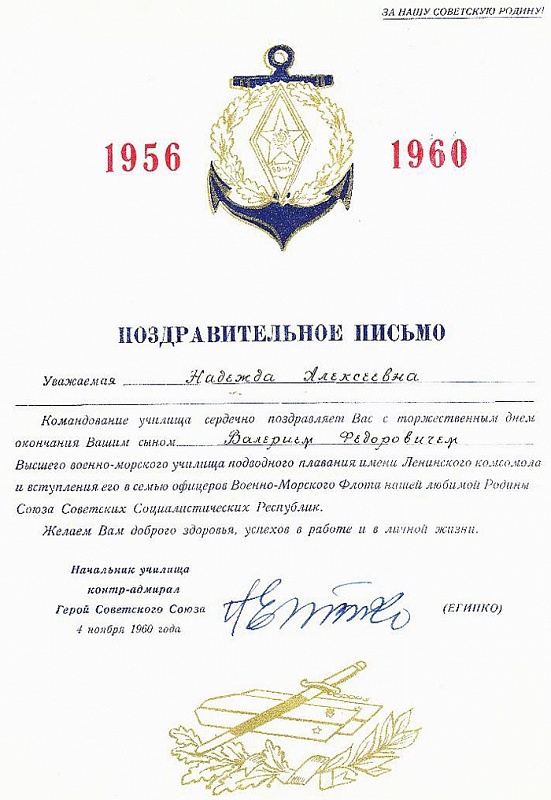 ЗА НАШУ СОВЕТСКУЮ РОДИНУ!
1956 1960
ПОЗДРАВИТЕЛЬНОЕ ПИСЬМО
Уважаемая Надежда Алексеевна
Командование училища сердечно поздравляет Вас с торжественным днем
окончания Вашим сыном Валерием Федоровичем
Высшего военно-морского училища подводного плавания имени Ленинского комсомола
и вступления его в семью офицеров Военно-Морского Флота нашей любимой Родины
Союза Советских Социалистических Республик.
Желаем Вам доброго здоровья, успехов в работе и в личной жизни.
Начальник училища
контр-адмирал
Герой Советского Союза
4 ноября 1960 года
(ЕГИПКО)